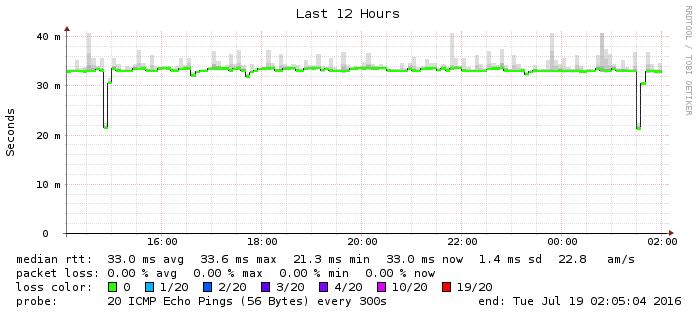 Last 12 Hours
RRDTOOL / TOBI OETIKER
Seconds
40 m
30 m
20 m
10 m
0
16:00 18:00 20:00 22:00 00:00 02:00
median rtt: 33.0 ms avg 33.6 ms max 21.3 ms min 33.0 ms now 1.4 ms sd 22.8 am/s
packet loss: 0.00 % avg 0.00 % max 0.00 % min 0.00 % now
loss color: 0 1/20 2/20 3/20 4/20 10/20 19/20
probe: 20 ICMP Echo Pings (56 Bytes) every 300s end: Tue Jul 19 02:05:04 2016